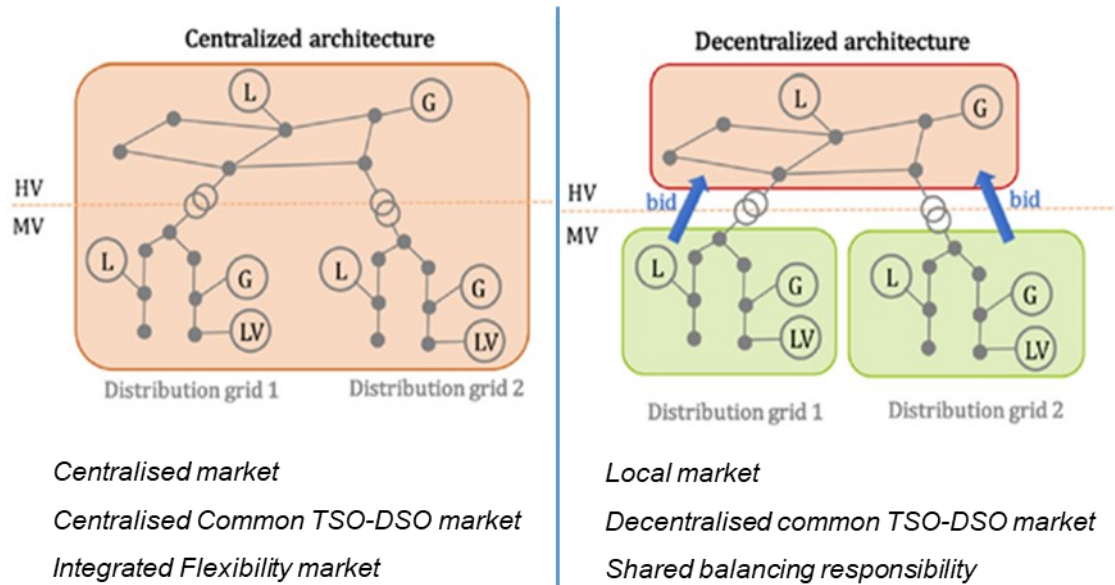 Centralized architecture
L
G
HV
MV
L
G
LV
L
G
LV
Distribution grid 1
Distribution grid 2
Centralised market
Centralised Common TSO-DSO market
Integrated Flexibility market
Decentralized architecture
L
G
HV
MV
bid
bid
L
G
LV
L
G
LV
Distribution grid 1
Distribution grid 2
Local market
Decentralised common TSO-DSO market
Shared balancing responsibility